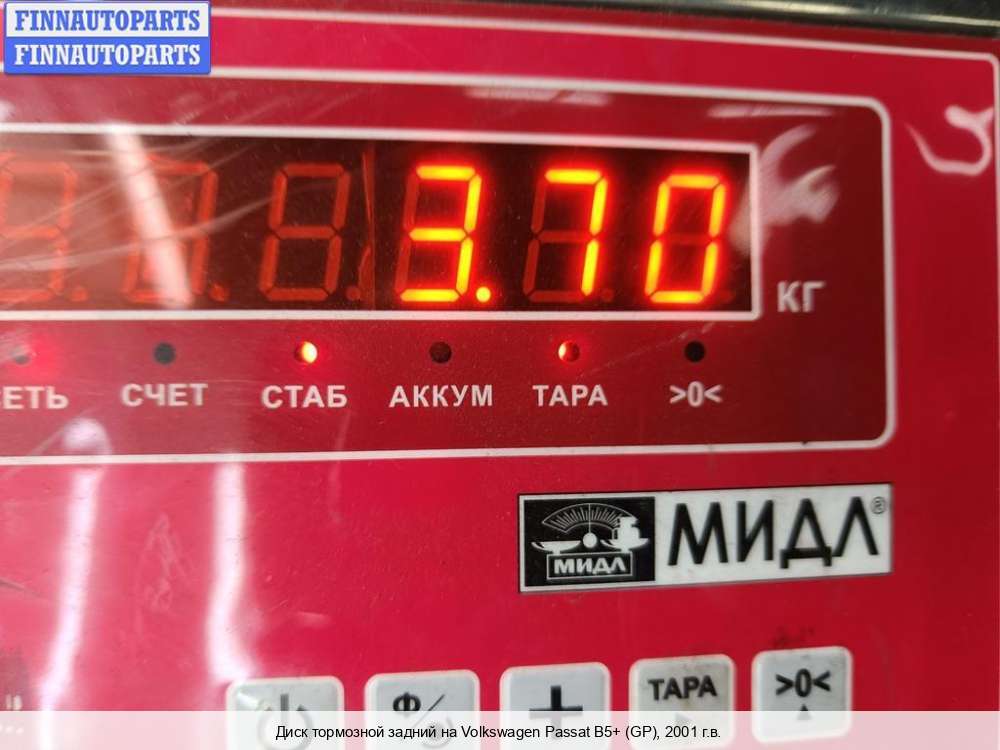 FINNAUTOPARTS
FINNAUTOPARTS
3.70
КГ
СЕТЬ СЧЕТ СТАБ АККУМ ТАРА >0<
МИДЛ МИДЛ®
Ф/ + ТАРА >0<
Диск тормозной задний на Volkswagen Passat B5+ (GP), 2001 г.в.